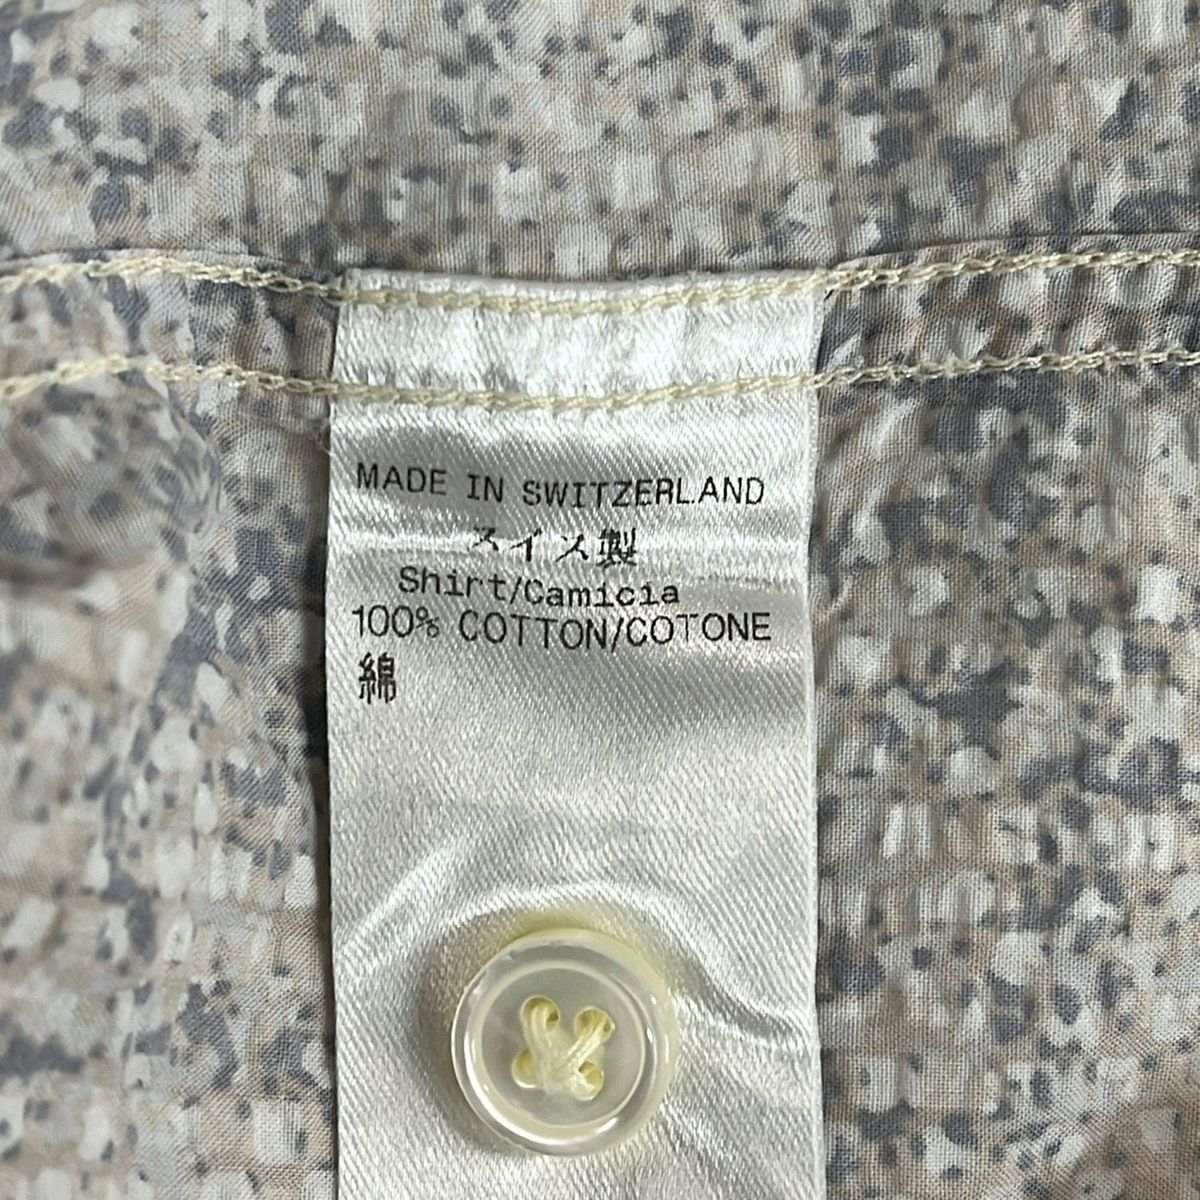 MADE IN SWITZERLAND
スイス製
Shirt/Camicia
100% COTTON/COTONE
綿